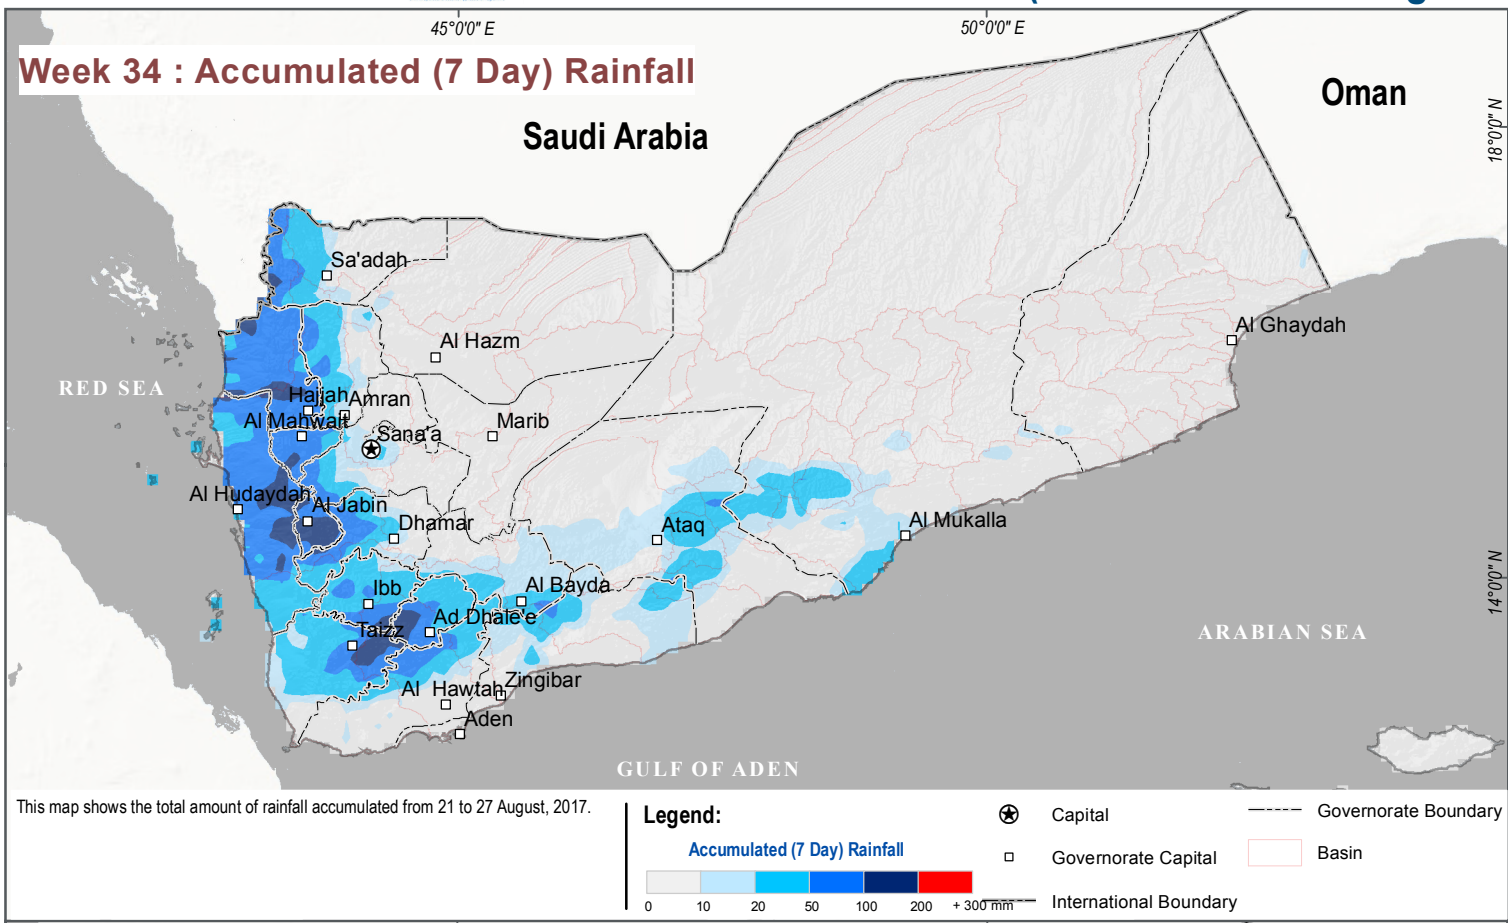 45°0'0" E
50°0'0" E
Week 34 : Accumulated (7 Day) Rainfall
Oman
Saudi Arabia
18°0'0" N
Sa'adah
Al Ghaydah
Al Hazm
RED SEA
Hajjah
Amran
Al Mahwait
Marib
Sana'a
Al Hudaydah
Al Jabin
Dhamar
Ataq
Al Mukalla
Ibb
Al Bayda
14°0'0" N
Ad Dhale'e
Taizz
ARABIAN SEA
Al Hawtah
Zingibar
Aden
GULF OF ADEN
This map shows the total amount of rainfall accumulated from 21 to 27 August, 2017.
Legend:
Accumulated (7 Day) Rainfall
0 10 20 50 100 200 + 300 mm
Capital
Governorate Capital
International Boundary
Governorate Boundary
Basin